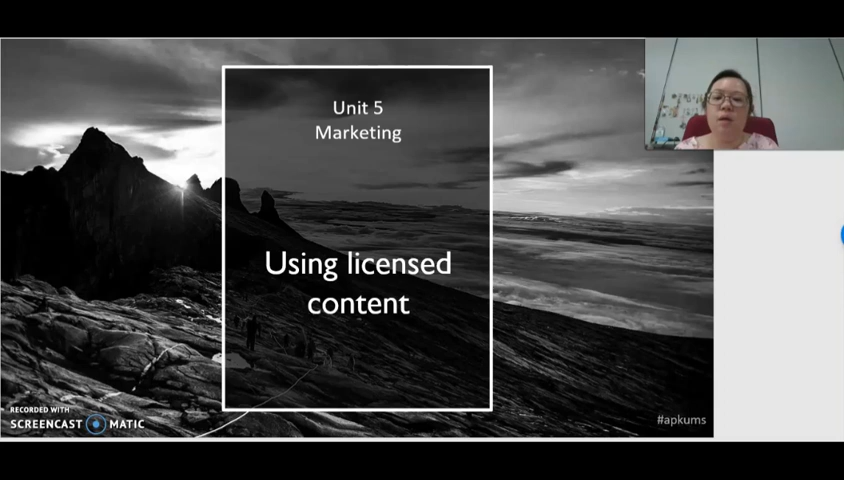 Unit 5
Marketing
Using licensed
content
RECORDED WITH
SCREENCAST MATIC
#apkums